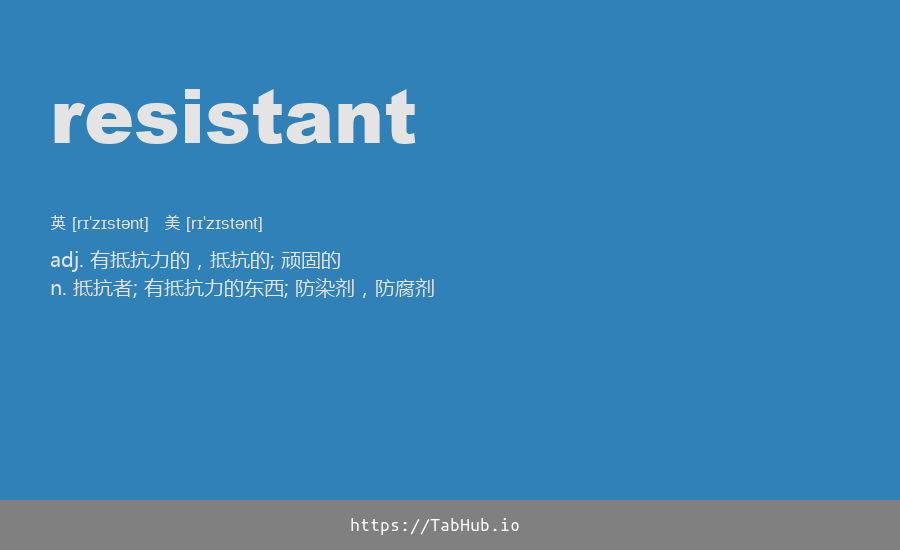 resistant
英 [rɪˈzɪstənt] 美 [rɪˈzɪstənt]
adj. 有抵抗力的，抵抗的; 顽固的
n. 抵抗者; 有抵抗力的东西; 防染剂，防腐剂
https://TabHub.io